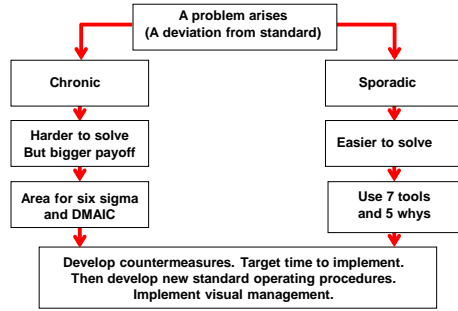 A problem arises
(A deviation from standard)
Chronic
Sporadic
Harder to solve
But bigger payoff
Easier to solve
Area for six sigma
and DMAIC
Use 7 tools
and 5 whys
Develop countermeasures. Target time to implement.
Then develop new standard operating procedures.
Implement visual management.